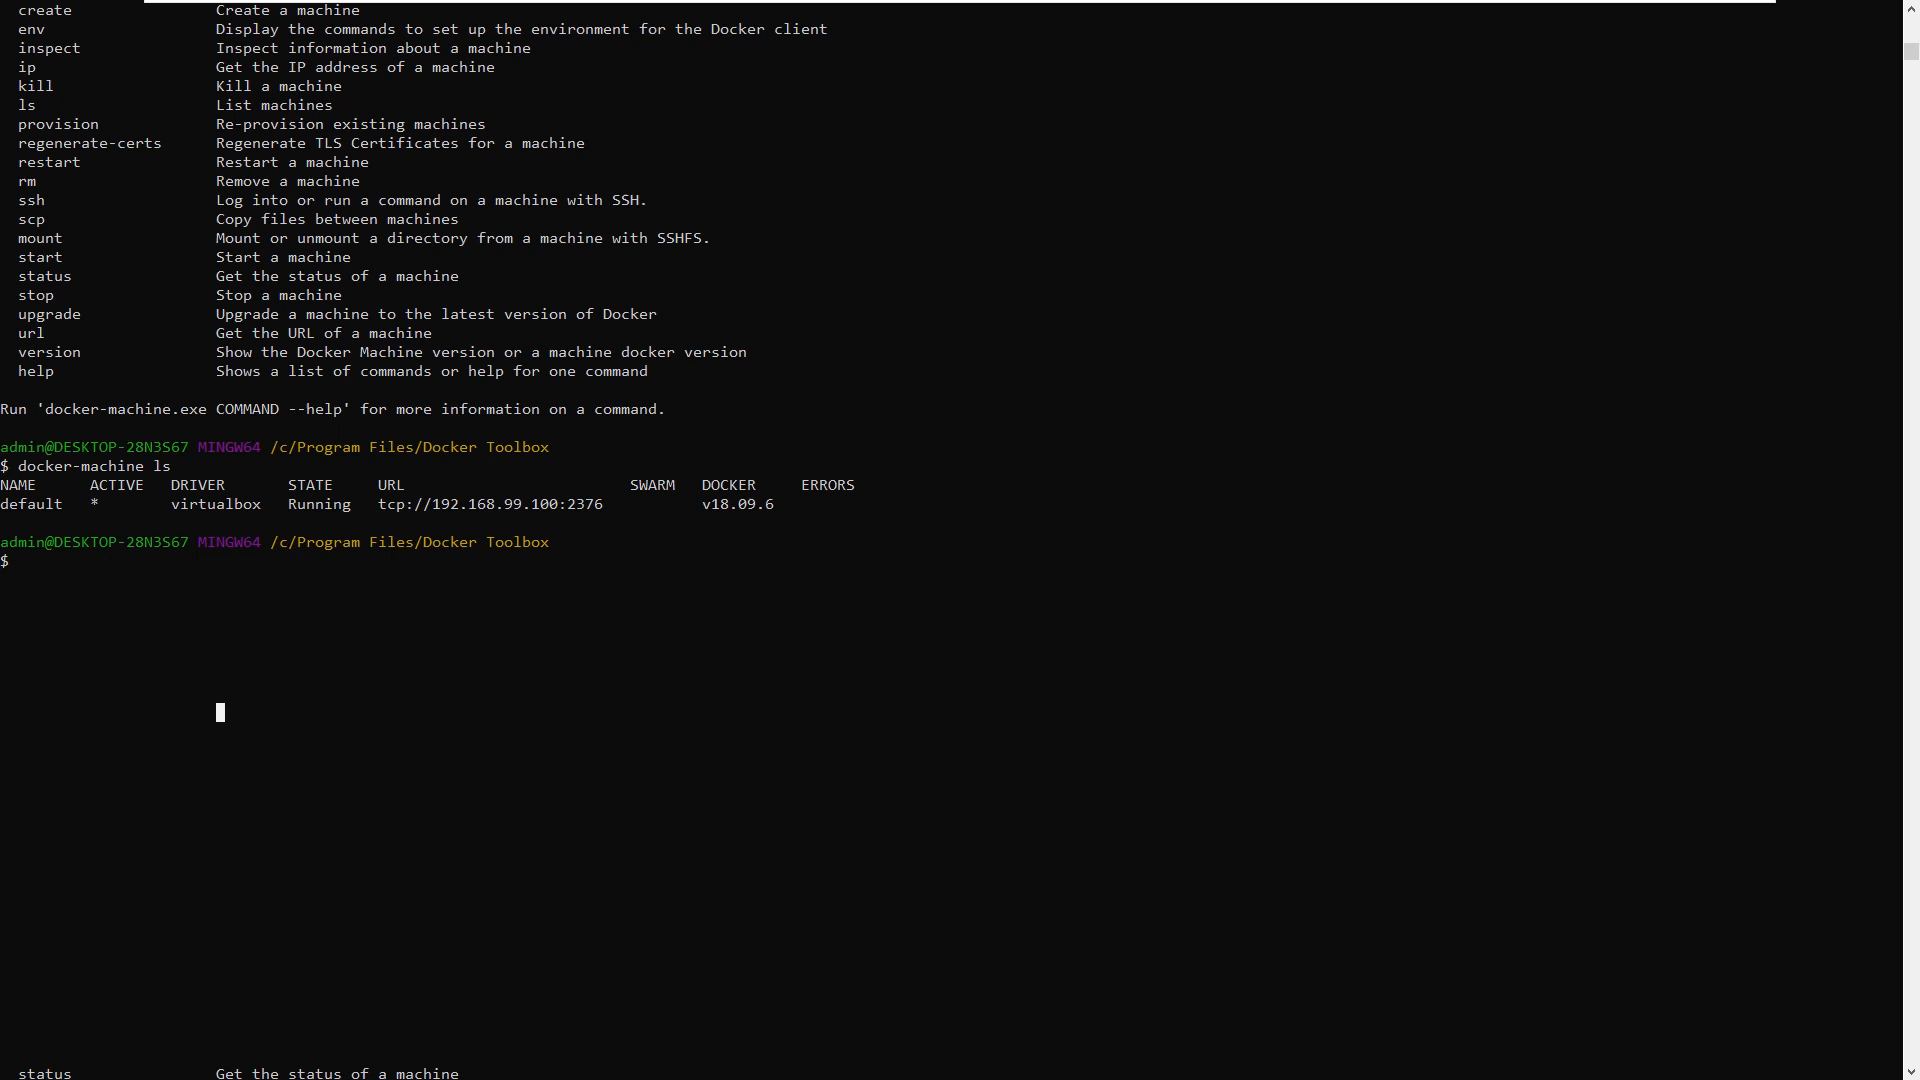 create                Create a machine
env                   Display the commands to set up the environment for the Docker client
inspect               Inspect information about a machine
ip                    Get the IP address of a machine
kill                  Kill a machine
ls                    List machines
provision             Re-provision existing machines
regenerate-certs      Regenerate TLS Certificates for a machine
restart               Restart a machine
rm                    Remove a machine
ssh                   Log into or run a command on a machine with SSH.
scp                   Copy files between machines
mount                 Mount or unmount a directory from a machine with SSHFS.
start                 Start a machine
status                Get the status of a machine
stop                  Stop a machine
upgrade               Upgrade a machine to the latest version of Docker
url                   Get the URL of a machine
version               Show the Docker Machine version or a machine docker version
help                  Shows a list of commands or help for one command
Run 'docker-machine.exe COMMAND --help' for more information on a command.
admin@DESKTOP-28N3S67 MINGW64 /c/Program Files/Docker Toolbox
$ docker-machine ls
NAME      ACTIVE   DRIVER       STATE     URL                         SWARM   DOCKER     ERRORS
default   *        virtualbox   Running   tcp://192.168.99.100:2376           v18.09.6
admin@DESKTOP-28N3S67 MINGW64 /c/Program Files/Docker Toolbox
$
status                Get the status of a machine